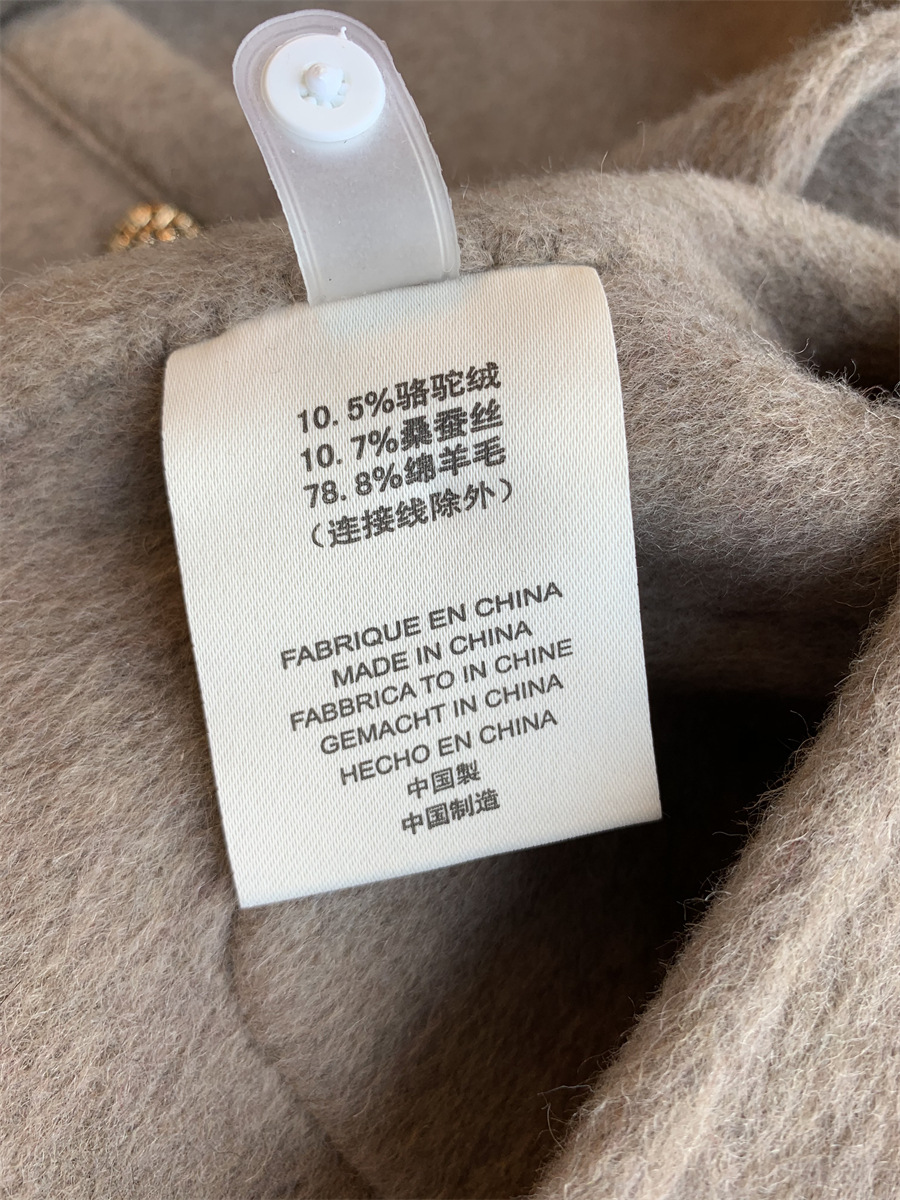 10.5%骆驼绒
10.7%桑蚕丝
78.8%绵羊毛
（连接线除外）
FABRIQUE EN CHINA
MADE IN CHINA
FABBRICA TO IN CHINE
GEMACHT IN CHINA
HECHO EN CHINA
中国製
中国制造